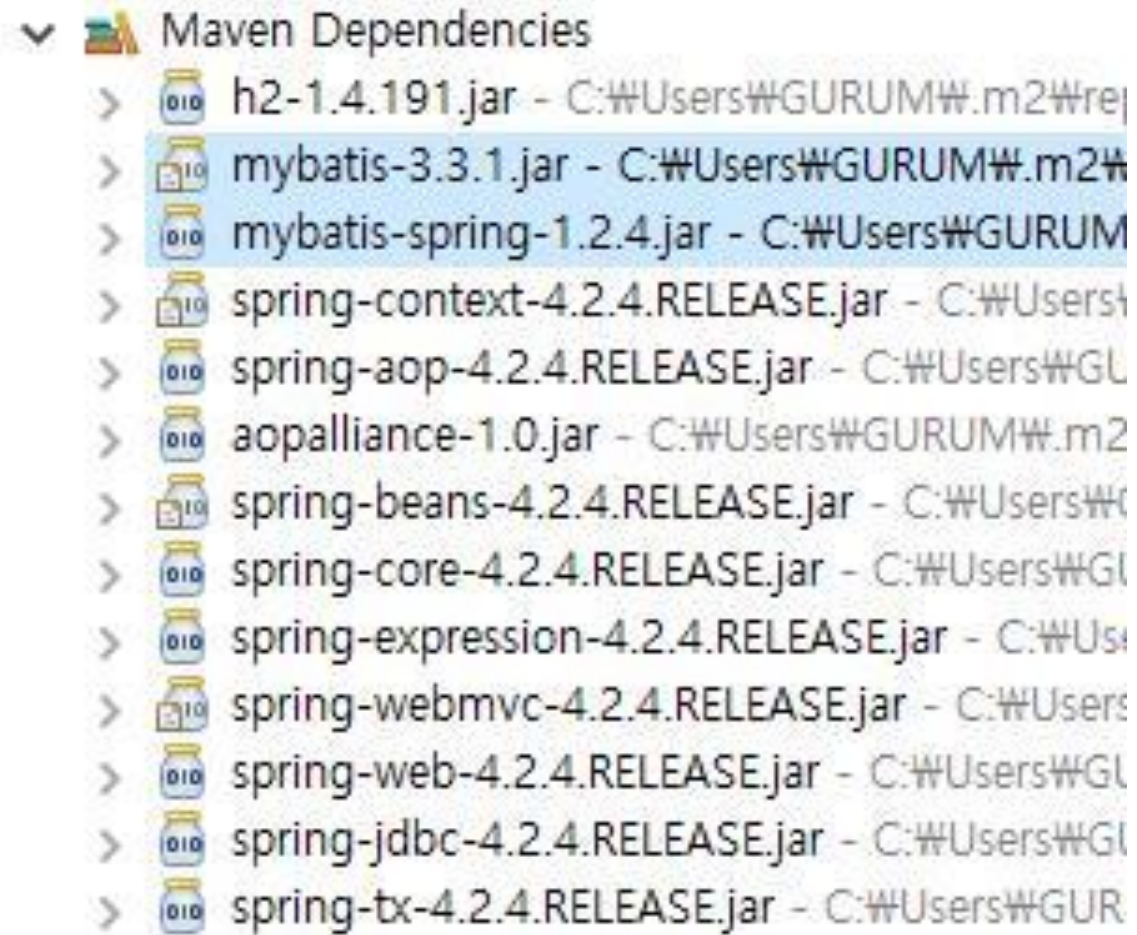 Maven Dependencies
h2-1.4.191.jar - C:₩Users₩GURUM₩.m2₩rep
mybatis-3.3.1.jar - C:₩Users₩GURUM₩.m2₩
mybatis-spring-1.2.4.jar - C:₩Users₩GURUM
spring-context-4.2.4.RELEASE.jar - C:₩Users₩
spring-aop-4.2.4.RELEASE.jar - C:₩Users₩GU
aopalliance-1.0.jar - C:₩Users₩GURUM₩.m2
spring-beans-4.2.4.RELEASE.jar - C:₩Users₩G
spring-core-4.2.4.RELEASE.jar - C:₩Users₩GU
spring-expression-4.2.4.RELEASE.jar - C:₩Use
spring-webmvc-4.2.4.RELEASE.jar - C:₩Users
spring-web-4.2.4.RELEASE.jar - C:₩Users₩GU
spring-jdbc-4.2.4.RELEASE.jar - C:₩Users₩GU
spring-tx-4.2.4.RELEASE.jar - C:₩Users₩GUR